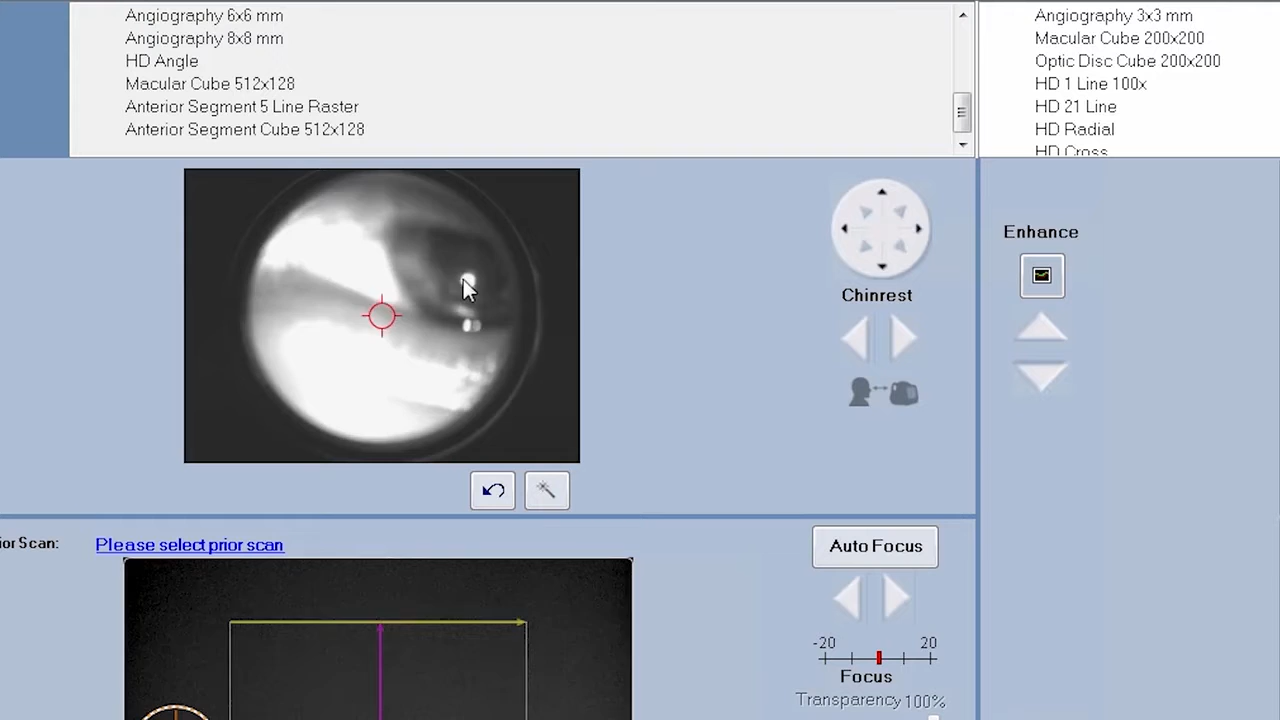 Angiography 6x6 mm
Angiography 8x8 mm
HD Angle
Macular Cube 512x128
Anterior Segment 5 Line Raster
Anterior Segment Cube 512x128
Angiography 3x3 mm
Macular Cube 200x200
Optic Disc Cube 200x200
HD 1 Line 100x
HD 21 Line
HD Radial
HD Cross
Enhance
Chinrest
ior Scan:
Please select prior scan
Auto Focus
-20
20
Focus
Transparency 100%